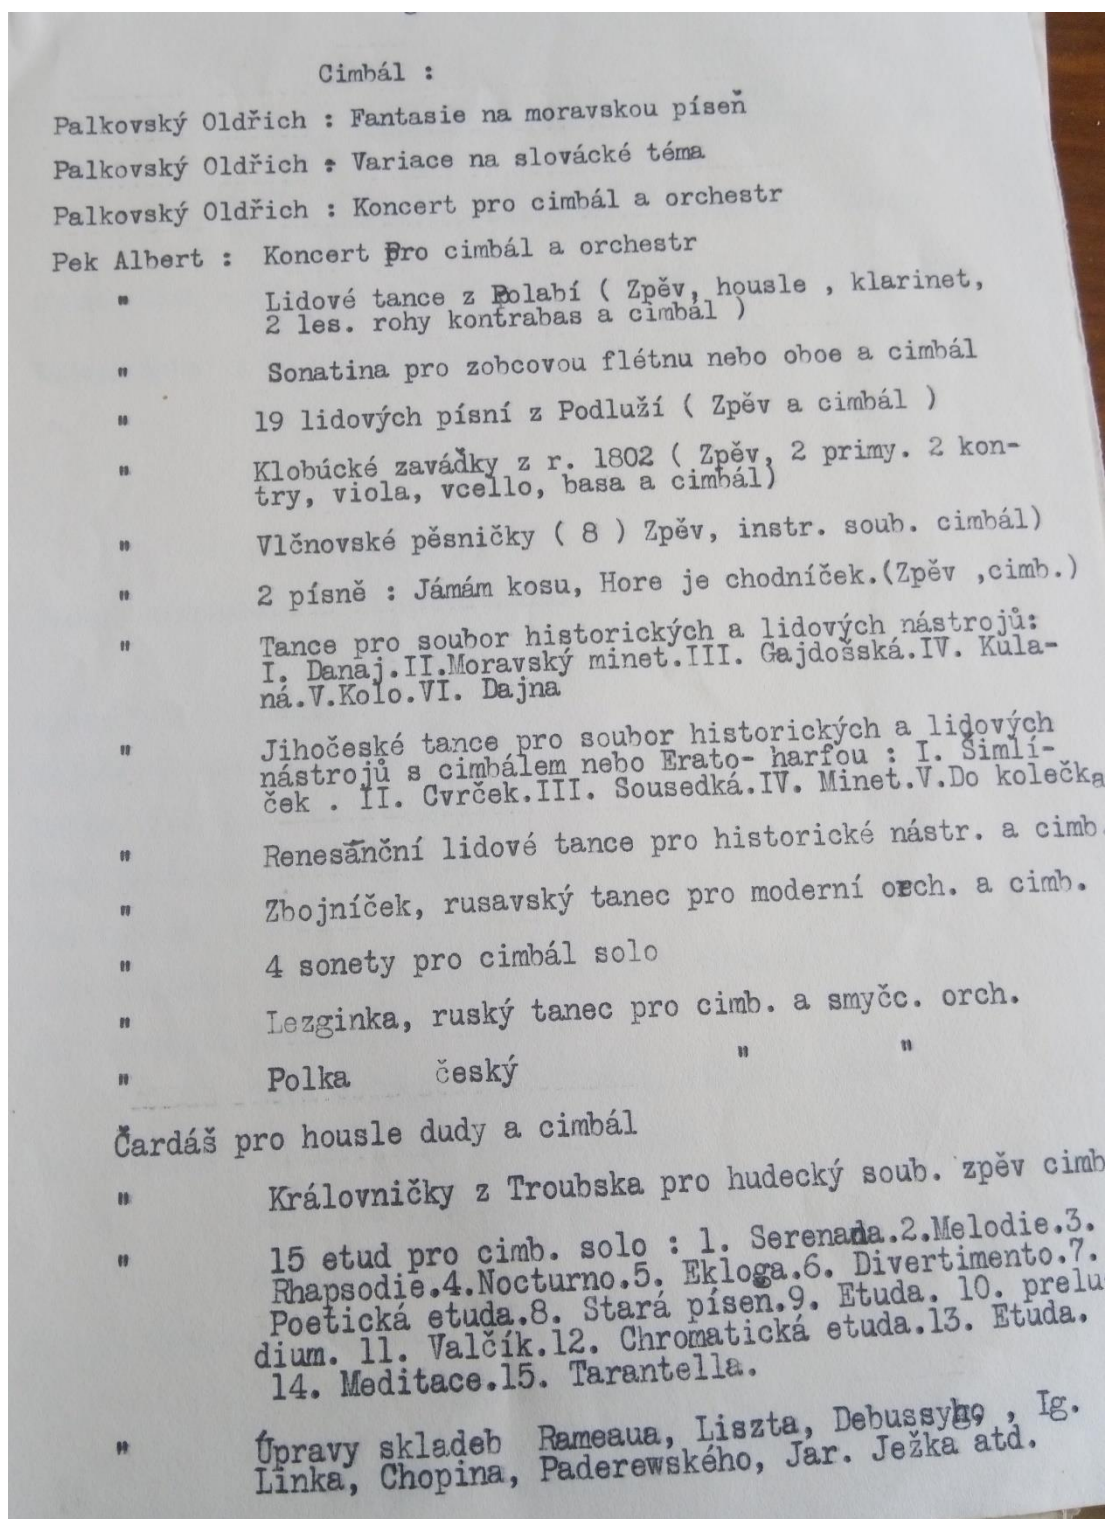 Cimbál :
Palkovský Oldřich : Fantasie na moravskou píseň
Palkovský Oldřich : Variace na slovácké téma
Palkovský Oldřich : Koncert pro cimbál a orchestr
Pek Albert : Koncert pro cimbál a orchestr
" Lidové tance z Polabí ( Zpěv, housle , klarinet,
2 les. rohy kontrabas a cimbál )
" Sonatina pro zobcovou flétnu nebo oboe a cimbál
" 19 lidových písní z Podluží ( Zpěv a cimbál )
" Klobúcké zavádky z r. 1802 ( Zpěv, 2 primy. 2 kon-
try, viola, vcello, basa a cimbál)
" Vlčnovské pěsničky ( 8 ) Zpěv, instr. soub. cimbál)
" 2 písně : Jámám kosu, Hore je chodníček.(Zpěv ,cimb.)
" Tance pro soubor historických a lidových nástrojů:
I. Danaj.II.Moravský minet.III. Gajdošská.IV. Kula-
ná.V.Kolo.VI. Dajna
" Jihočeské tance pro soubor historických a lidových
nástrojů s cimbálem nebo Erato- harfou : I. Šimlí-
ček . II. Cvrček.III. Sousedká.IV. Minet.V.Do kolečka
" Renesanční lidové tance pro historické nástr. a cimb.
" Zbojníček, rusavský tanec pro moderní orch. a cimb.
" 4 sonety pro cimbál solo
" Lezginka, ruský tanec pro cimb. a smyčc. orch.
" Polka český " "
Čardáš pro housle dudy a cimbál
" Královničky z Troubska pro hudecký soub. zpěv cimb
" 15 etud pro cimb. solo : 1. Serenada.2.Melodie.3.
Rhapsodie.4.Nocturno.5. Ekloga.6. Divertimento.7.
Poetická etuda.8. Stará písen.9. Etuda. 10. prelu
dium. 11. Valčík.12. Chromatická etuda.13. Etuda.
14. Meditace.15. Tarantella.
" Úpravy skladeb Rameaua, Liszta, Debussyho , Ig.
Linka, Chopina, Paderewského, Jar. Ježka atd.